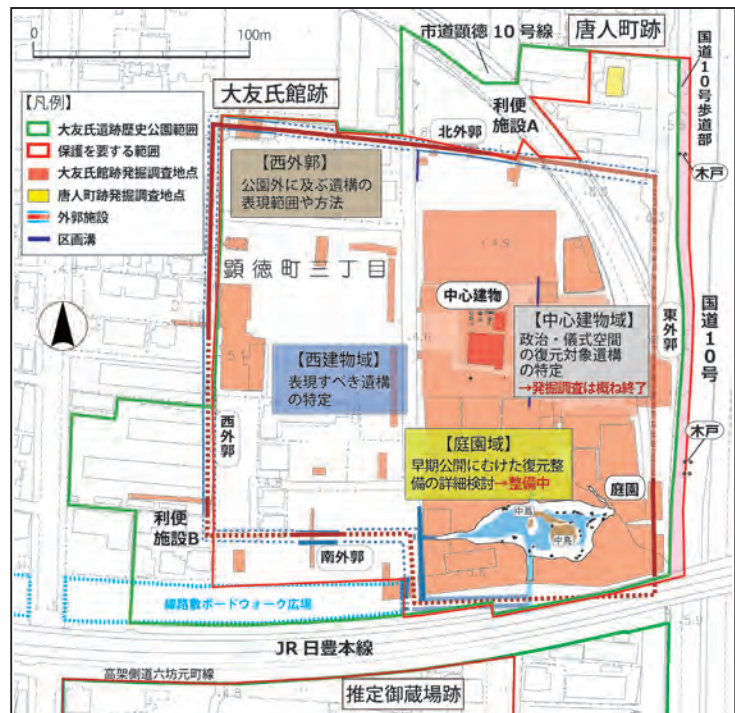 0
100m
市道顕徳 10 号線
唐人町跡
国道10号歩道部
大友氏館跡
利便
施設A
北外郭
木戸
【凡例】
大友氏遺跡歴史公園範囲
保護を要する範囲
大友氏館跡発掘調査地点
唐人町跡発掘調査地点
外郭施設
区画溝
【西外郭】
公園外に及ぶ遺構の
表現範囲や方法
顕徳町三丁目
中心建物
【中心建物域】
政治・儀式空間
の復元対象遺構
の特定
→発掘調査は概ね終了
東外郭
国道10号
【西建物域】
表現すべき遺構
の特定
西外郭
【庭園域】
早期公開にむけた復元整
備の詳細検討→整備中
木戸
庭園
中島
中島
利便
施設B
南外郭
線路敷ボードウォーク広場
JR 日豊本線
高架側道六坊元町線
推定御蔵場跡